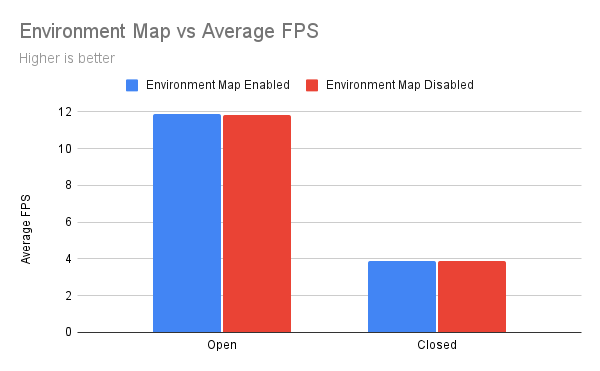 Environment Map vs Average FPS
Higher is better
Environment Map Enabled
Environment Map Disabled
12
10
8
6
4
2
0
Average FPS
Open
Closed